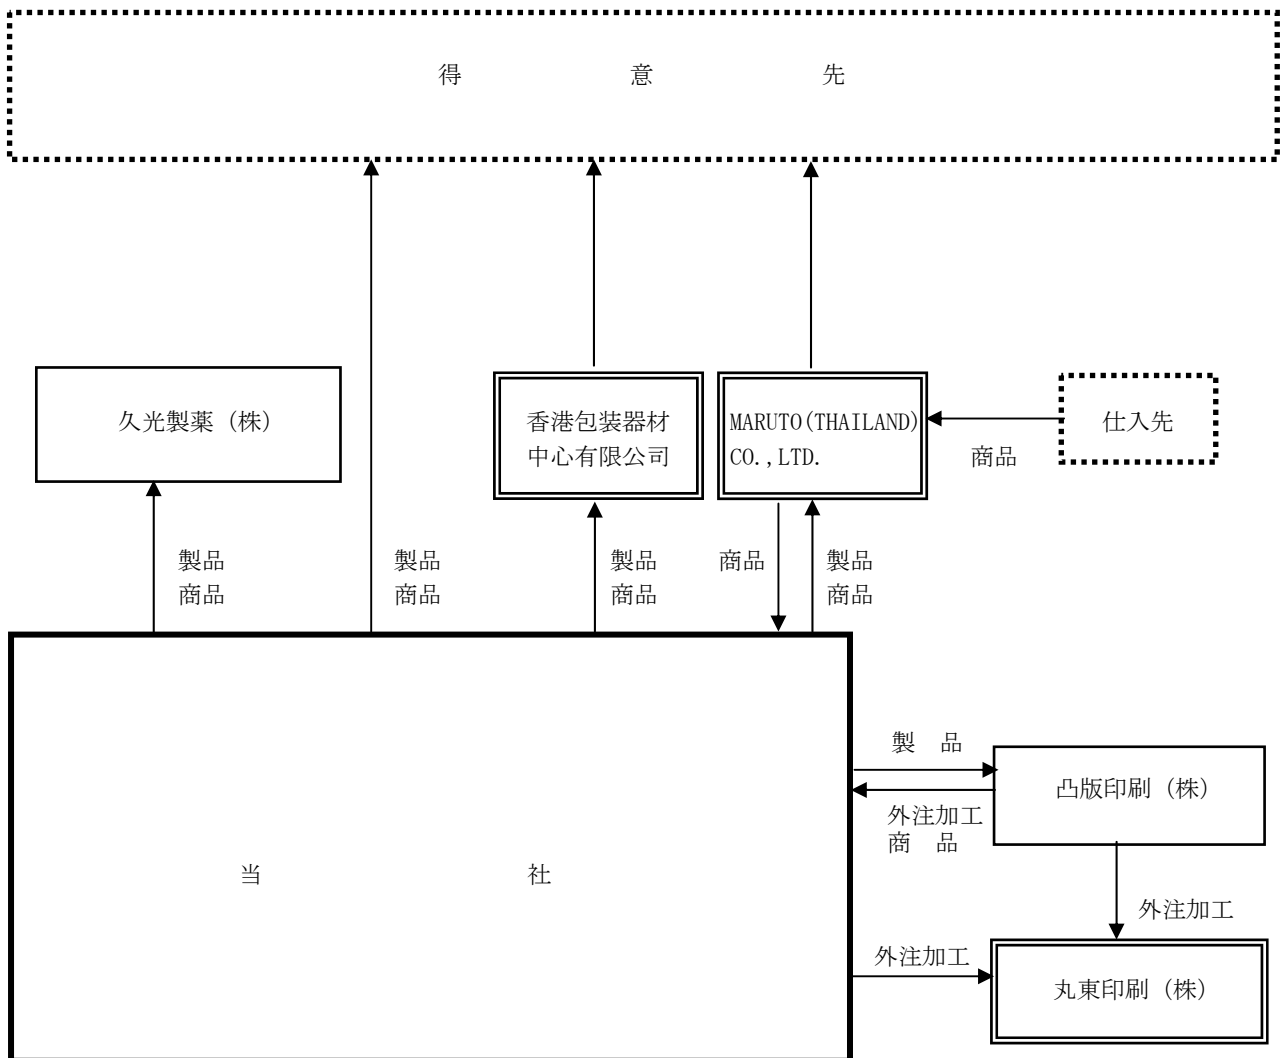 得　意　先
久光製薬（株）
香港包装器材
中心有限公司
MARUTO(THAILAND)
CO.,LTD.
仕入先
商品
製品
商品
製品
商品
製品
商品
商品
製品
商品
製　品
外注加工
商　品
凸版印刷（株）
当　社
外注加工
外注加工
丸東印刷（株）